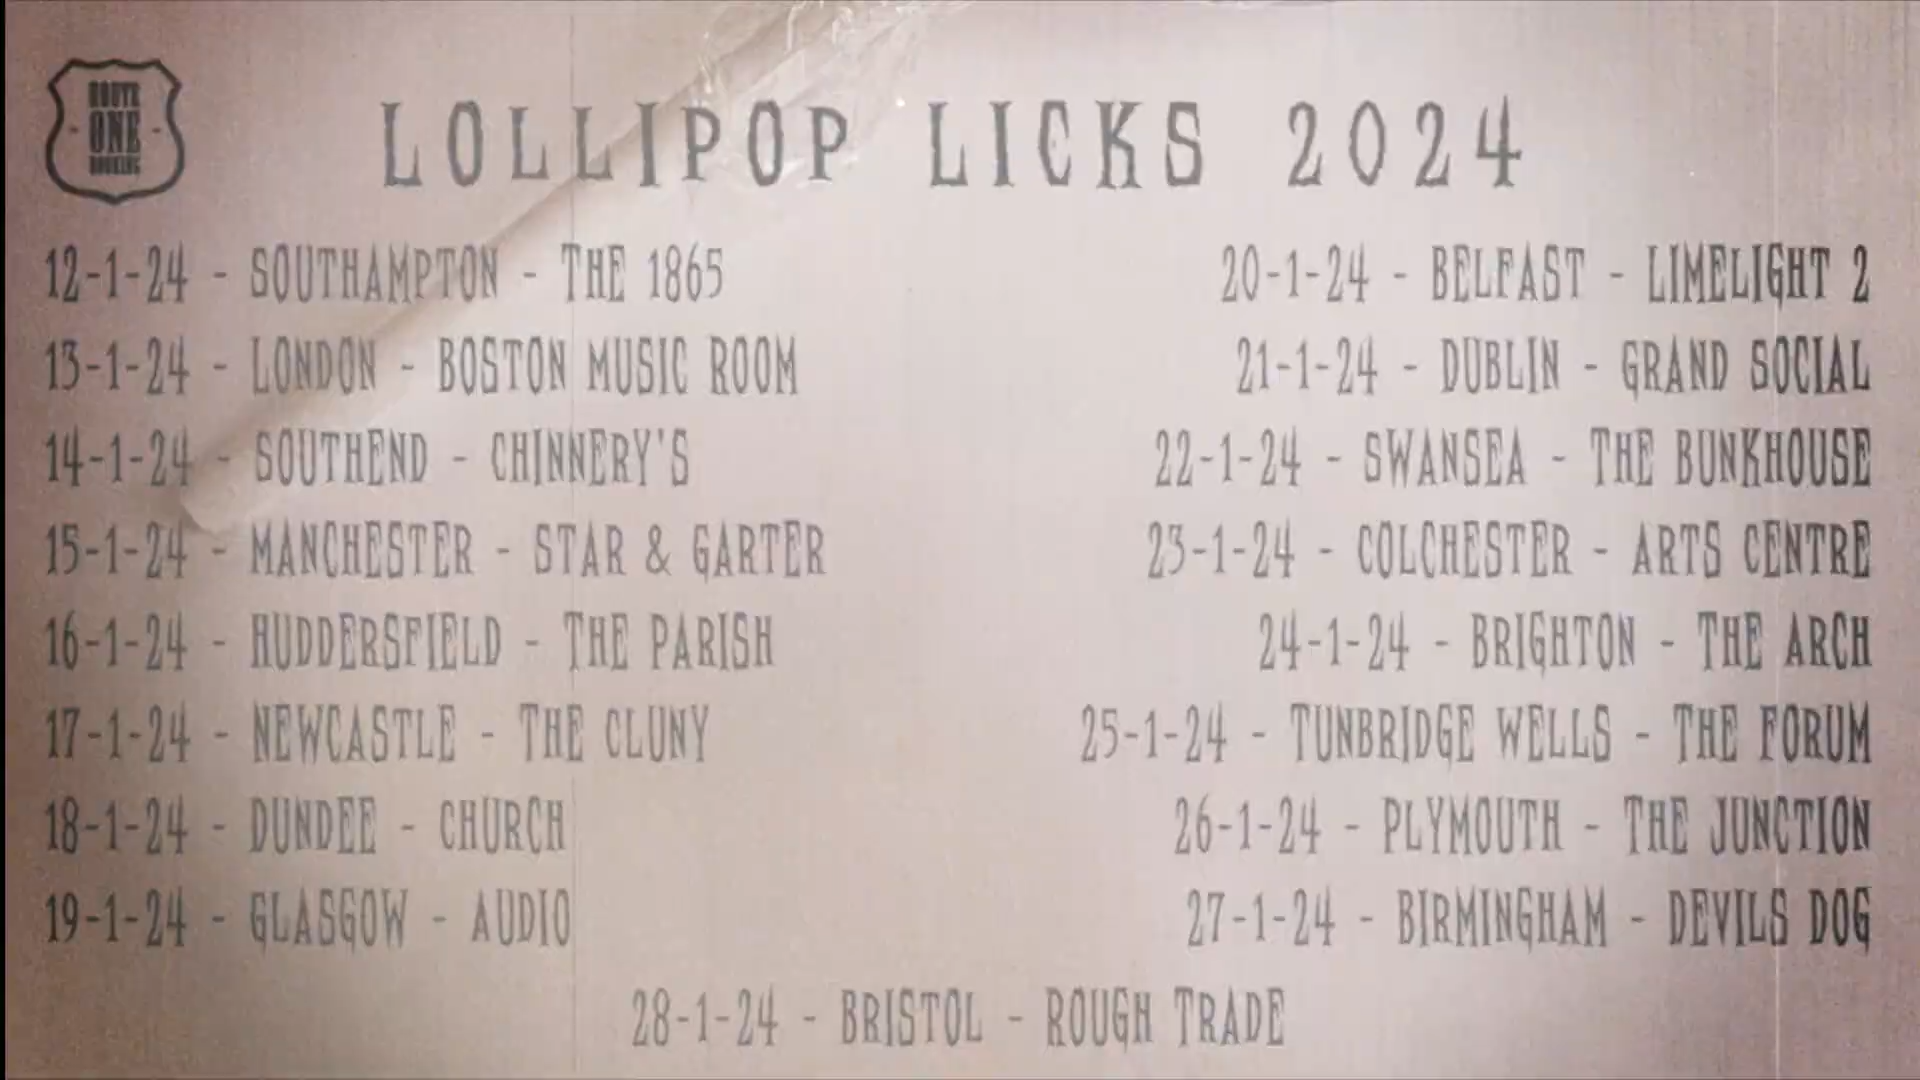 ROUTE
- ONE -
BOOKING
LOLLIPOP LICKS 2024
12-1-24 - SOUTHAMPTON - THE 1865
13-1-24 - LONDON - BOSTON MUSIC ROOM
14-1-24 - SOUTHEND - CHINNERY'S
15-1-24 - MANCHESTER - STAR & GARTER
16-1-24 - HUDDERSFIELD - THE PARISH
17-1-24 - NEWCASTLE - THE CLUNY
18-1-24 - DUNDEE - CHURCH
19-1-24 - GLASGOW - AUDIO
20-1-24 - BELFAST - LIMELIGHT 2
21-1-24 - DUBLIN - GRAND SOCIAL
22-1-24 - SWANSEA - THE BUNKHOUSE
23-1-24 - COLCHESTER - ARTS CENTRE
24-1-24 - BRIGHTON - THE ARCH
25-1-24 - TUNBRIDGE WELLS - THE FORUM
26-1-24 - PLYMOUTH - THE JUNCTION
27-1-24 - BIRMINGHAM - DEVILS DOG
28-1-24 - BRISTOL - ROUGH TRADE